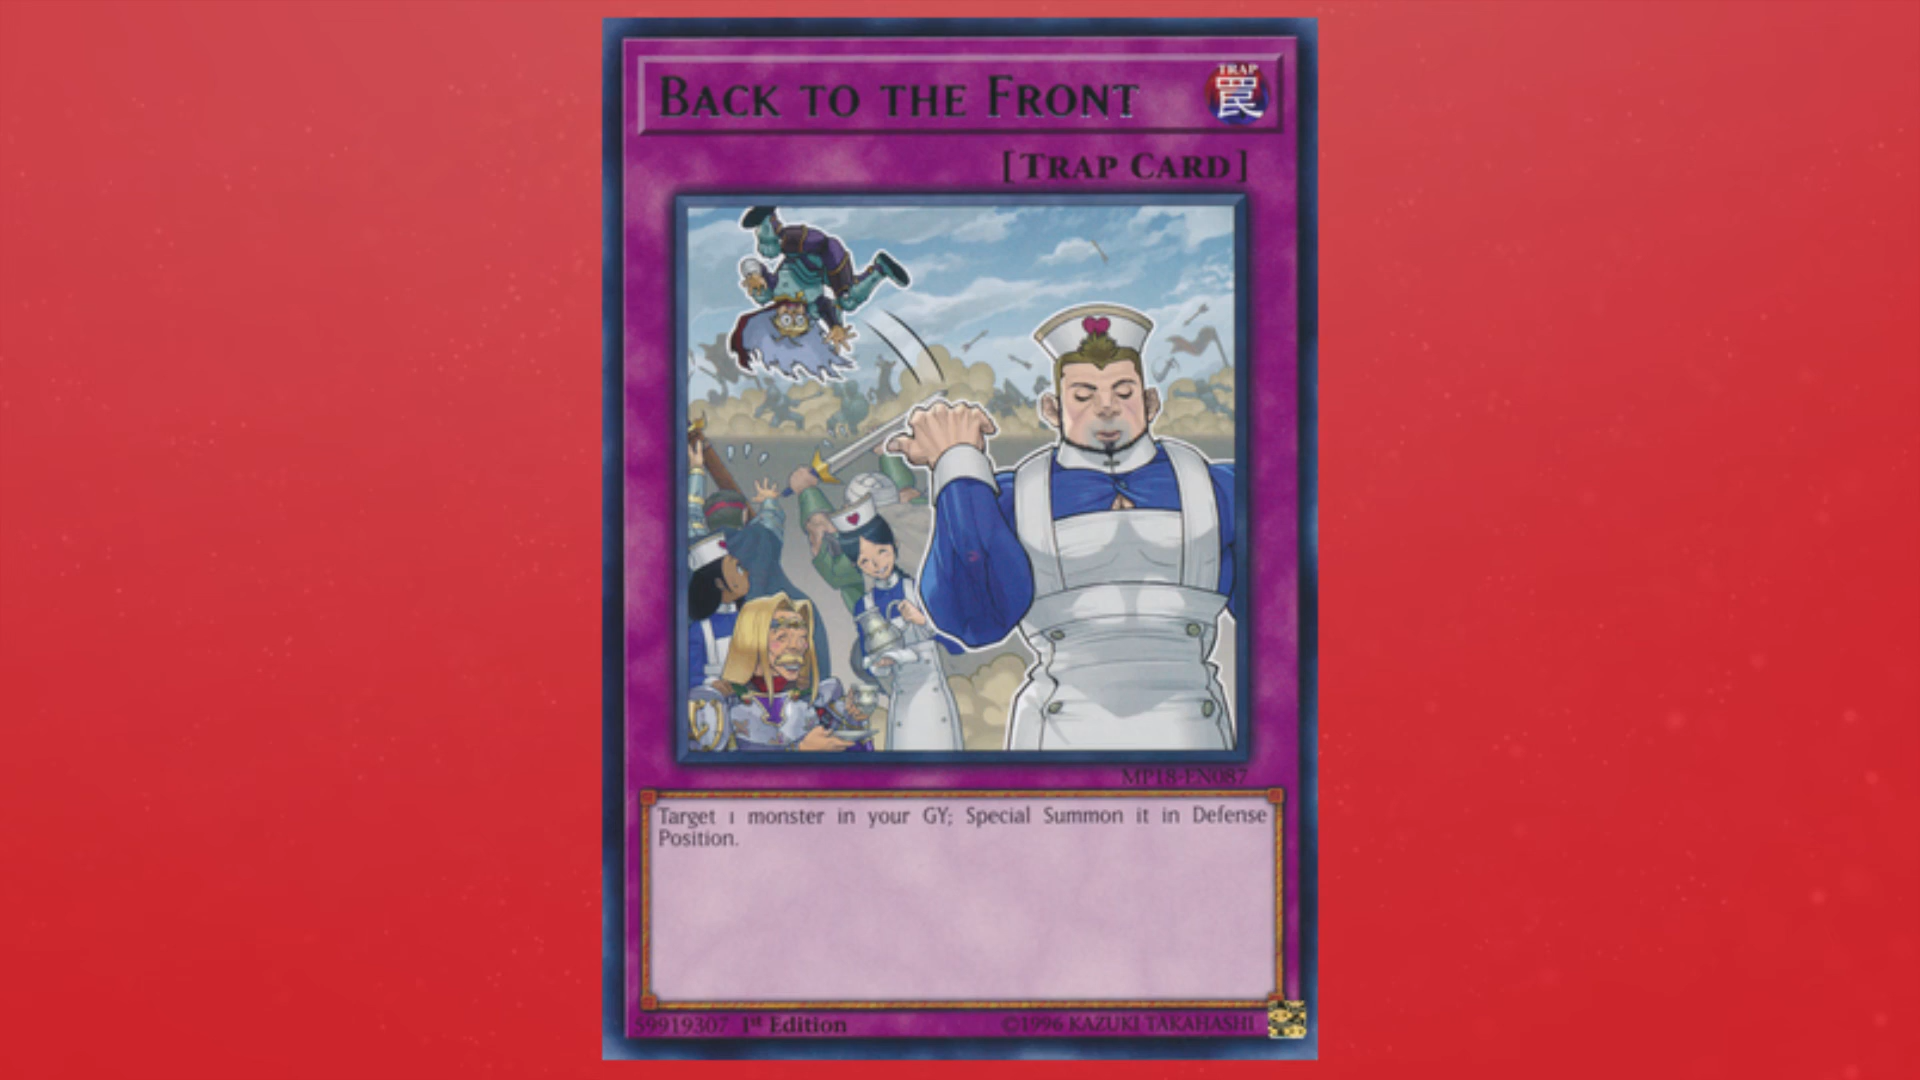 BACK TO THE FRONT
TRAP
罠
[TRAP CARD]
MP18-EN087
Target 1 monster in your GY; Special Summon it in Defense
Position.
59919307 1st Edition
©1996 KAZUKI TAKAHASHI